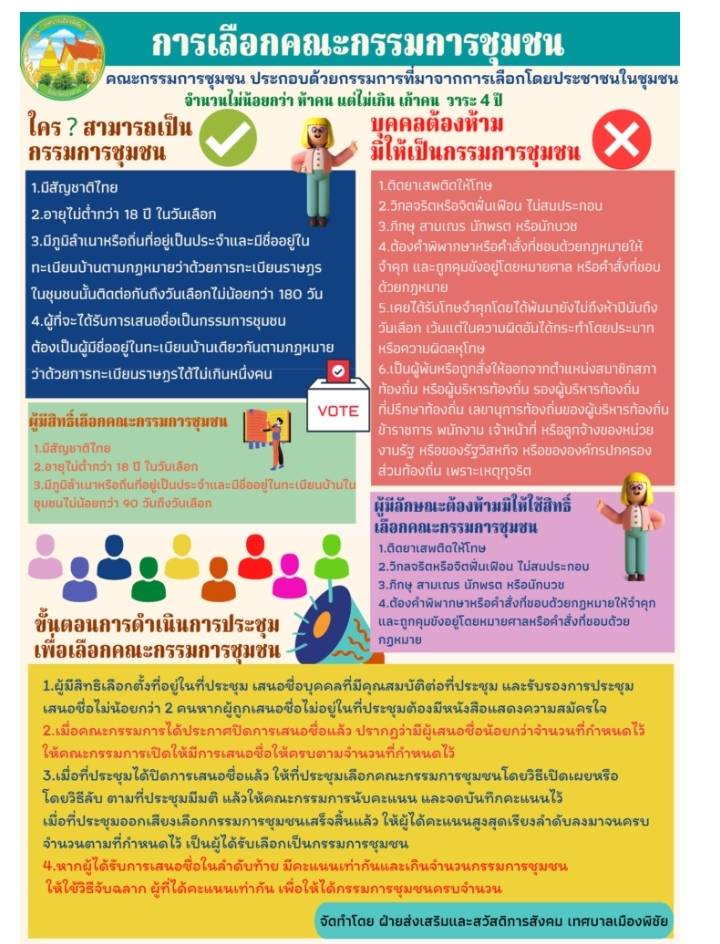 การเลือกคณะกรรมการชุมชน
คณะกรรมการชุมชน ประกอบด้วยกรรมการที่มาจากการเลือกโดยประชาชนในชุมชน
จำนวนไม่น้อยกว่า ห้าคน แต่ไม่เกิน เก้าคน วาระ 4 ปี
ใคร ? สามารถเป็น
กรรมการชุมชน
1.มีสัญชาติไทย
2.อายุไม่ต่ำกว่า 18 ปี ในวันเลือก
3.มีภูมิลำเนาหรือถิ่นที่อยู่เป็นประจำและมีชื่ออยู่ใน
ทะเบียนบ้านตามกฎหมายว่าด้วยการทะเบียนราษฎร
ในชุมชนนั้นติดต่อกันถึงวันเลือกไม่น้อยกว่า 180 วัน
4.ผู้ที่จะได้รับการเสนอชื่อเป็นกรรมการชุมชน
ต้องเป็นผู้มีชื่ออยู่ในทะเบียนบ้านเดียวกันตามกฎหมาย
ว่าด้วยการทะเบียนราษฎรได้ไม่เกินหนึ่งคน
VOTE
ผู้มีสิทธิ์เลือกคณะกรรมการชุมชน
1.มีสัญชาติไทย
2.อายุไม่ต่ำกว่า 18 ปี ในวันเลือก
3.มีภูมิลำเนาหรือถิ่นที่อยู่เป็นประจำและมีชื่ออยู่ในทะเบียนบ้านใน
ชุมชนไม่น้อยกว่า 90 วันถึงวันเลือก
บุคคลต้องห้าม
มิให้เป็นกรรมการชุมชน
1.ติดยาเสพติดให้โทษ
2.วิกลจริตหรือจิตฟั่นเฟือน ไม่สมประกอบ
3.ภิกษุ สามเณร นักพรต หรือนักบวช
4.ต้องคำพิพากษาหรือคำสั่งที่ชอบด้วยกฎหมายให้
จำคุก และถูกคุมขังอยู่โดยหมายศาล หรือคำสั่งที่ชอบ
ด้วยกฎหมาย
5.เคยได้รับโทษจำคุกโดยได้พ้นมายังไม่ถึงห้าปีนับถึง
วันเลือก เว้นแต่ในความผิดอันได้กระทำโดยประมาท
หรือความผิดลหุโทษ
6.เป็นผู้พ้นหรือถูกสั่งให้ออกจากตำแหน่งสมาชิกสภา
ท้องถิ่น หรือผู้บริหารท้องถิ่น รองผู้บริหารท้องถิ่น
ที่ปรึกษาท้องถิ่น เลขานุการท้องถิ่นของผู้บริหารท้องถิ่น
ข้าราชการ พนักงาน เจ้าหน้าที่ หรือลูกจ้างของหน่วย
งานรัฐ หรือของรัฐวิสหกิจ หรือขององค์กรปกครอง
ส่วนท้องถิ่น เพราะเหตุทุจริต
ผู้มีลักษณะต้องห้ามมิให้ใช้สิทธิ์
เลือกคณะกรรมการชุมชน
1.ติดยาเสพติดให้โทษ
2.วิกลจริตหรือจิตฟั่นเฟือน ไม่สมประกอบ
3.ภิกษุ สามเณร นักพรต หรือนักบวช
4.ต้องคำพิพากษาหรือคำสั่งที่ชอบด้วยกฎหมายให้จำคุก
และถูกคุมขังอยู่โดยหมายศาลหรือคำสั่งที่ชอบด้วย
กฎหมาย
ขั้นตอนการดำเนินการประชุม
เพื่อเลือกคณะกรรมการชุมชน
1.ผู้มีสิทธิเลือกตั้งที่อยู่ในที่ประชุม เสนอชื่อบุคคลที่มีคุณสมบัติต่อที่ประชุม และรับรองการประชุม
เสนอชื่อไม่น้อยกว่า 2 คนหากผู้ถูกเสนอชื่อไม่อยู่ในที่ประชุมต้องมีหนังสือแสดงความสมัครใจ
2.เมื่อคณะกรรมการได้ประกาศปิดการเสนอชื่อแล้ว ปรากฏว่ามีผู้เสนอชื่อน้อยกว่าจำนวนที่กำหนดไว้
ให้คณะกรรมการเปิดให้มีการเสนอชื่อให้ครบตามจำนวนที่กำหนดไว้
3.เมื่อที่ประชุมได้ปิดการเสนอชื่อแล้ว ให้ที่ประชุมเลือกคณะกรรมการชุมชนโดยวิธีเปิดเผยหรือ
โดยวิธีลับ ตามที่ประชุมมีมติ แล้วให้คณะกรรมการนับคะแนน และจดบันทึกคะแนนไว้
เมื่อที่ประชุมออกเสียงเลือกกรรมการชุมชนเสร็จสิ้นแล้ว ให้ผู้ได้คะแนนสูงสุดเรียงลำดับลงมาจนครบ
จำนวนตามที่กำหนดไว้ เป็นผู้ได้รับเลือกเป็นกรรมการชุมชน
4.หากผู้ได้รับการเสนอชื่อในลำดับท้าย มีคะแนนเท่ากันและเกินจำนวนกรรมการชุมชน
ให้ใช้วิธีจับฉลาก ผู้ที่ได้คะแนนเท่ากัน เพื่อให้ได้กรรมการชุมชนครบจำนวน
จัดทำโดย ฝ่ายส่งเสริมและสวัสดิการสังคม เทศบาลเมืองพิชัย